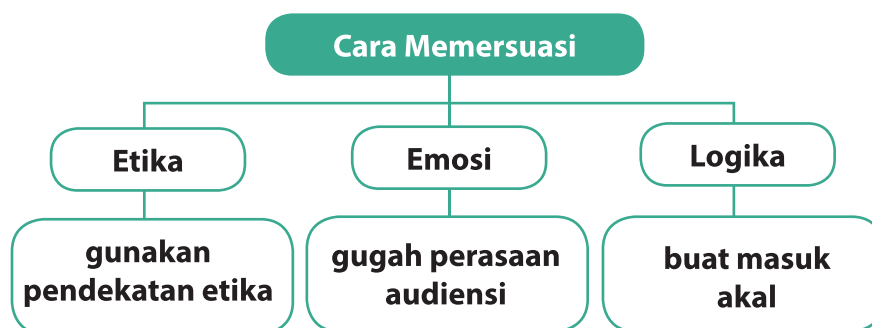 Cara Memersuasi
Etika
Emosi
Logika
gunakan
pendekatan etika
gugah perasaan
audiensi
buat masuk
akal